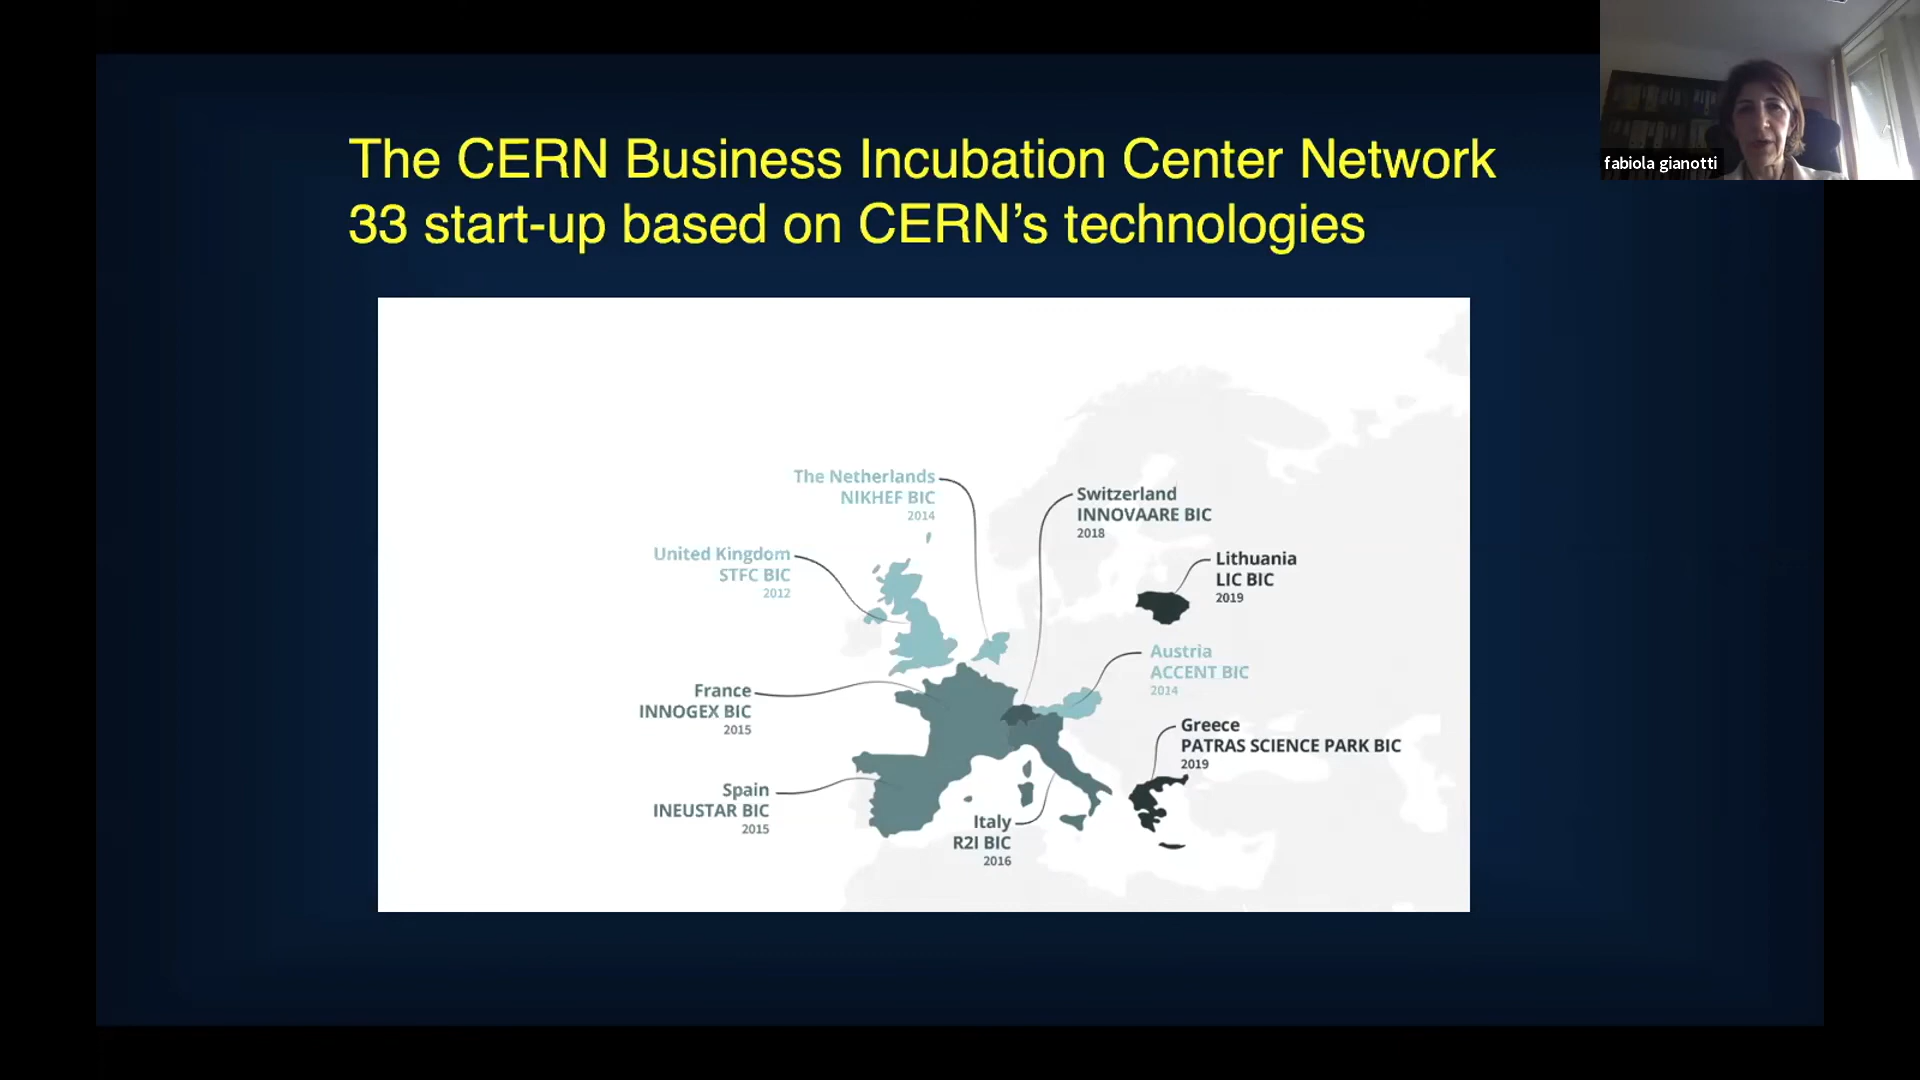 fabiola gianotti
The CERN Business Incubation Center Network
33 start-up based on CERN’s technologies
The Netherlands
NIKHEF BIC
2014
Switzerland
INNOVAARE BIC
2018
United Kingdom
STFC BIC
2012
Lithuania
LIC BIC
2019
Austria
ACCENT BIC
2014
France
INNOGEX BIC
2015
Greece
PATRAS SCIENCE PARK BIC
2019
Spain
INEUSTAR BIC
2015
Italy
R2I BIC
2016